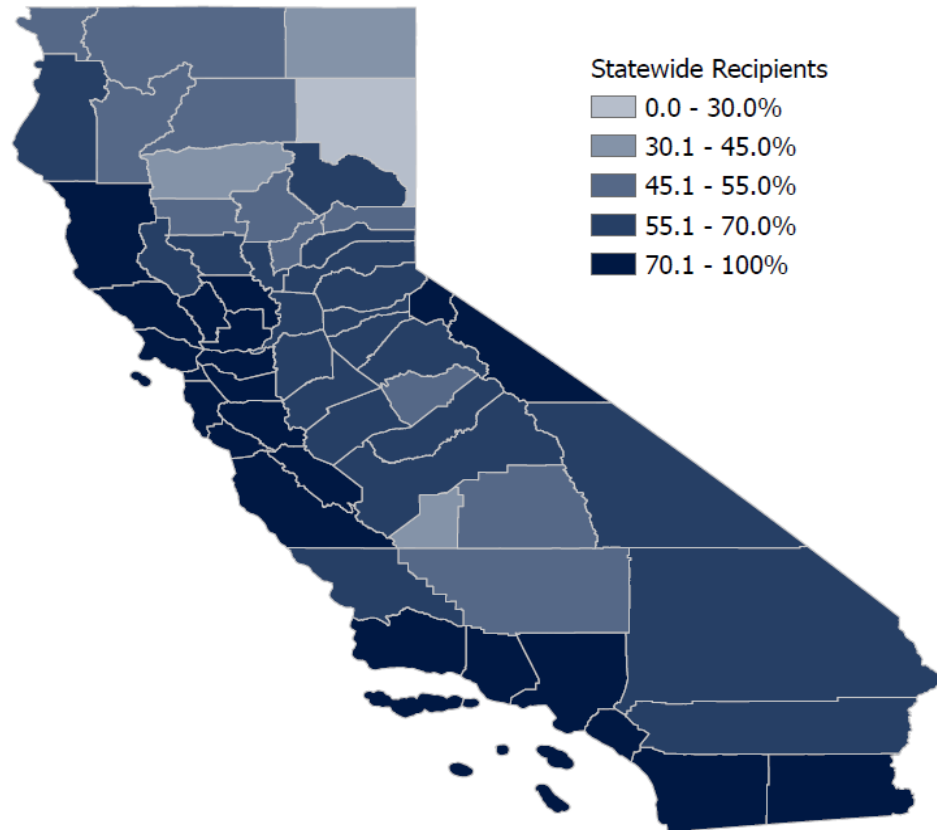 Statewide Recipients
0.0 - 30.0%
30.1 - 45.0%
45.1 - 55.0%
55.1 - 70.0%
70.1 - 100%